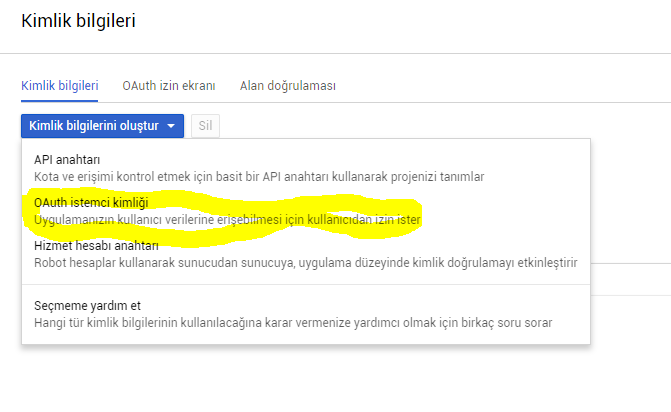 Kimlik bilgileri
Kimlik bilgileri OAuth izin ekranı Alan doğrulaması
Kimlik bilgilerini oluştur Sil
API anahtarı
Kota ve erişimi kontrol etmek için basit bir API anahtarı kullanarak projenizi tanımlar
OAuth istemci kimliği
Uygulamanızın kullanıcı verilerine erişebilmesi için kullanıcıdan izin ister
Hizmet hesabı anahtarı
Robot hesaplar kullanarak sunucudan sunucuya, uygulama düzeyinde kimlik doğrulamayı etkinleştirir
Seçmeme yardım et
Hangi tür kimlik bilgilerinin kullanılacağına karar vermenize yardımcı olmak için birkaç soru sorar